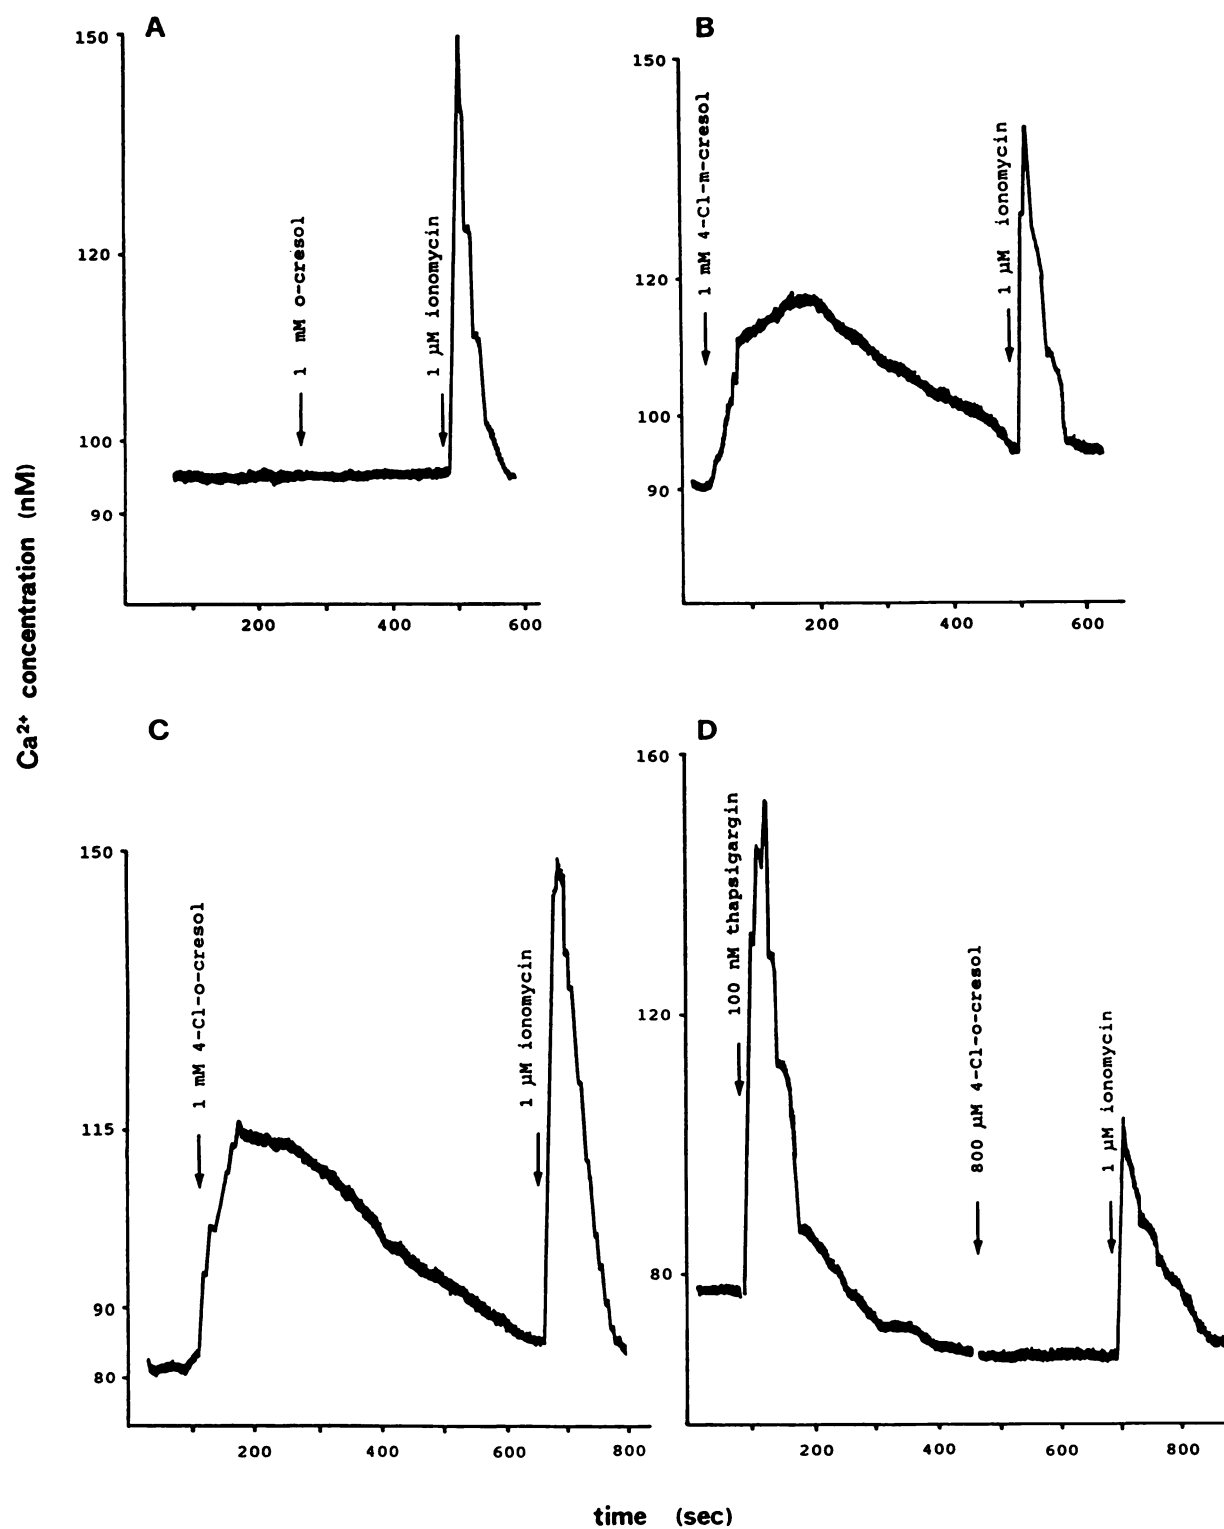 A
150
120
100
90
1 mM o-cresol
1 µM ionomycin
200
400
600
B
150
120
100
90
1 mM 4-Cl-m-cresol
1 µM ionomycin
200
400
600
Ca2+ concentration (nM)
C
150
115
90
80
1 mM 4-Cl-o-cresol
1 µM ionomycin
200
400
600
800
D
160
120
80
100 nM thapsigargin
800 µM 4-Cl-o-cresol
1 µM ionomycin
200
400
600
800
time (sec)